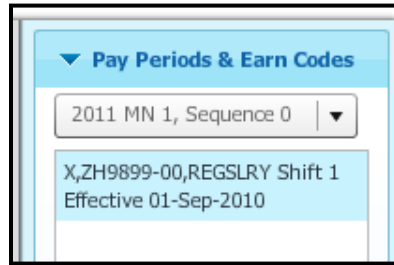 Pay Periods & Earn Codes
2011 MN 1, Sequence 0
X,ZH9899-00,REGSLRY Shift 1
Effective 01-Sep-2010